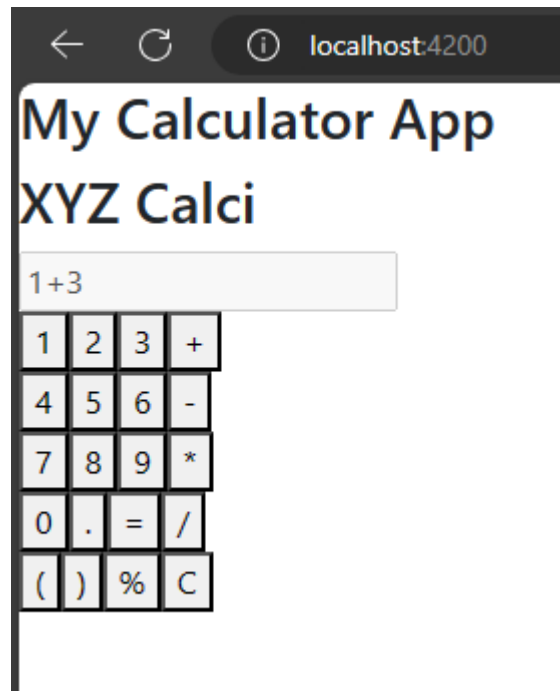 localhost:4200
My Calculator App
XYZ Calci
1+3
1 2 3 +
4 5 6 -
7 8 9 *
0 . = /
( ) % C